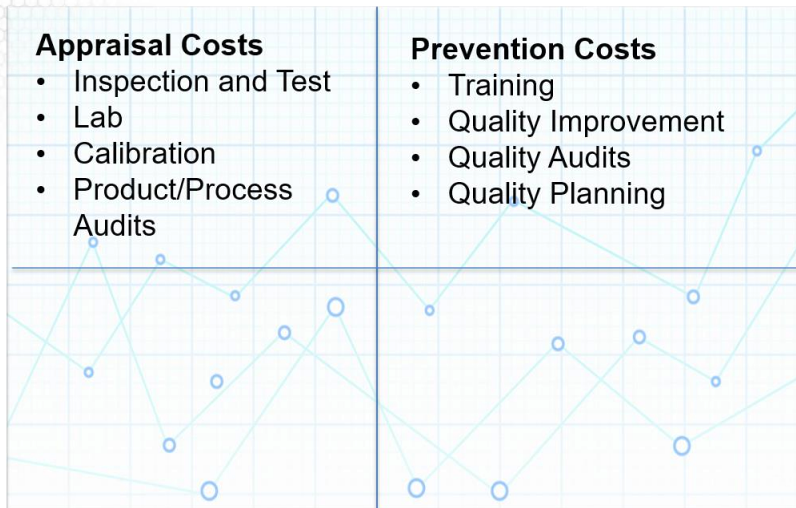 Appraisal Costs
• Inspection and Test
• Lab
• Calibration
• Product/Process
Audits
Prevention Costs
• Training
• Quality Improvement
• Quality Audits
• Quality Planning